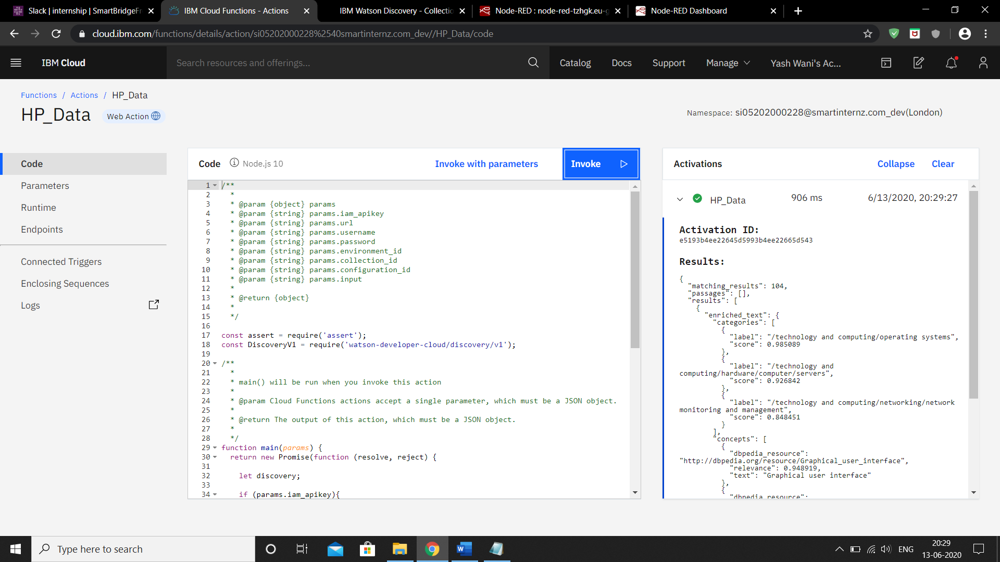 Slack | internship | SmartBridgeFr
IBM Cloud Functions - Actions
IBM Watson Discovery - Collectio
Node-RED : node-red-tzhgk.eu-g
Node-RED Dashboard
cloud.ibm.com/functions/details/action/si05202000228%2540smartinternz.com_dev//HP_Data/code
IBM Cloud
Search resources and offerings...
Catalog
Docs
Support
Manage
Yash Wani's Ac...
Functions / Actions / HP_Data
HP_Data
Web Action
Namespace: si05202000228@smartinternz.com_dev(London)
Code
Parameters
Runtime
Endpoints
Connected Triggers
Enclosing Sequences
Logs
Code
Node.js 10
Invoke with parameters
Invoke
1 /**
2 *
3 * @param {object} params
4 * @param {string} params.iam_apikey
5 * @param {string} params.url
6 * @param {string} params.username
7 * @param {string} params.password
8 * @param {string} params.environment_id
9 * @param {string} params.collection_id
10 * @param {string} params.configuration_id
11 * @param {string} params.input
12 *
13 * @return {object}
14 *
15 */
16
17 const assert = require('assert');
18 const DiscoveryV1 = require('watson-developer-cloud/discovery/v1');
19
20 /**
21 *
22 * main() will be run when you invoke this action
23 *
24 * @param Cloud Functions actions accept a single parameter, which must be a JSON object.
25 *
26 * @return The output of this action, which must be a JSON object.
27 *
28 */
29 function main(params) {
30 return new Promise(function (resolve, reject) {
31
32 let discovery;
33
34 if (params.iam_apikey){
Activations
Collapse
Clear
HP_Data
906 ms
6/13/2020, 20:29:27
Activation ID:
e5193b4ee22645d5993b4ee22665d543
Results:
{
"matching_results": 104,
"passages": [],
"results": [
{
"enriched_text": {
"categories": [
{
"label": "/technology and computing/operating systems",
"score": 0.985089
},
{
"label": "/technology and
computing/hardware/computer/servers",
"score": 0.926842
},
{
"label": "/technology and computing/networking/network
monitoring and management",
"score": 0.848451
}
],
"concepts": [
{
"dbpedia_resource":
"http://dbpedia.org/resource/Graphical_user_interface",
"relevance": 0.948919,
"text": "Graphical user interface"
},
{
"dbpedia_resource":
Type here to search
ENG
20:29
13-06-2020